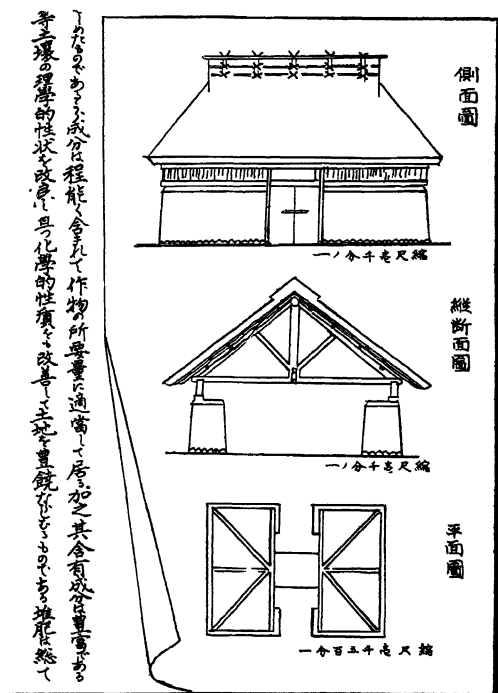 側面圖
縮尺壱千分ノ一
縱断面圖
縮尺壱千分ノ一
平面圖
縮尺壱千五百分一
しめたものであるから成分は程能く含まれて作物の所要量に適當して居る加之其含有成分は豊富である
等土壌の理學的性状を改良し且つ化學的性質をも改善して土地を豊饒ならしむるものである堆肥は総て